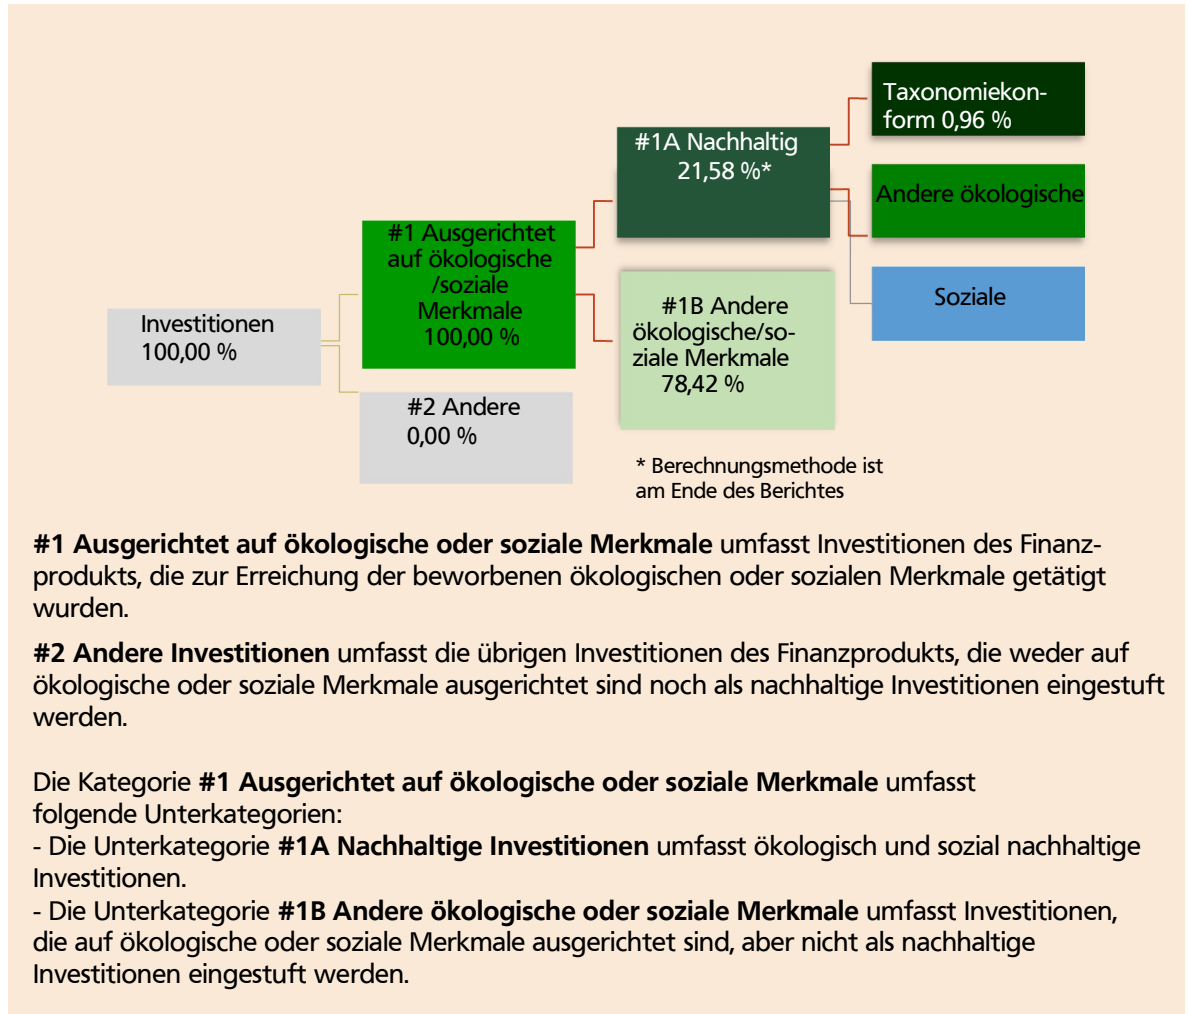 Investitionen
100,00 %
#1 Ausgerichtet
auf ökologische
/soziale
Merkmale
100,00 %
#2 Andere
0,00 %
#1A Nachhaltig
21,58 %*
#1B Andere
ökologische/so-
ziale Merkmale
78,42 %
Taxonomiekon-
form 0,96 %
Andere ökologische
Soziale
* Berechnungsmethode ist
am Ende des Berichtes
#1 Ausgerichtet auf ökologische oder soziale Merkmale umfasst Investitionen des Finanz-
produkts, die zur Erreichung der beworbenen ökologischen oder sozialen Merkmale getätigt
wurden.
#2 Andere Investitionen umfasst die übrigen Investitionen des Finanzprodukts, die weder auf
ökologische oder soziale Merkmale ausgerichtet sind noch als nachhaltige Investitionen eingestuft
werden.
Die Kategorie #1 Ausgerichtet auf ökologische oder soziale Merkmale umfasst
folgende Unterkategorien:
- Die Unterkategorie #1A Nachhaltige Investitionen umfasst ökologisch und sozial nachhaltige
Investitionen.
- Die Unterkategorie #1B Andere ökologische oder soziale Merkmale umfasst Investitionen,
die auf ökologische oder soziale Merkmale ausgerichtet sind, aber nicht als nachhaltige
Investitionen eingestuft werden.